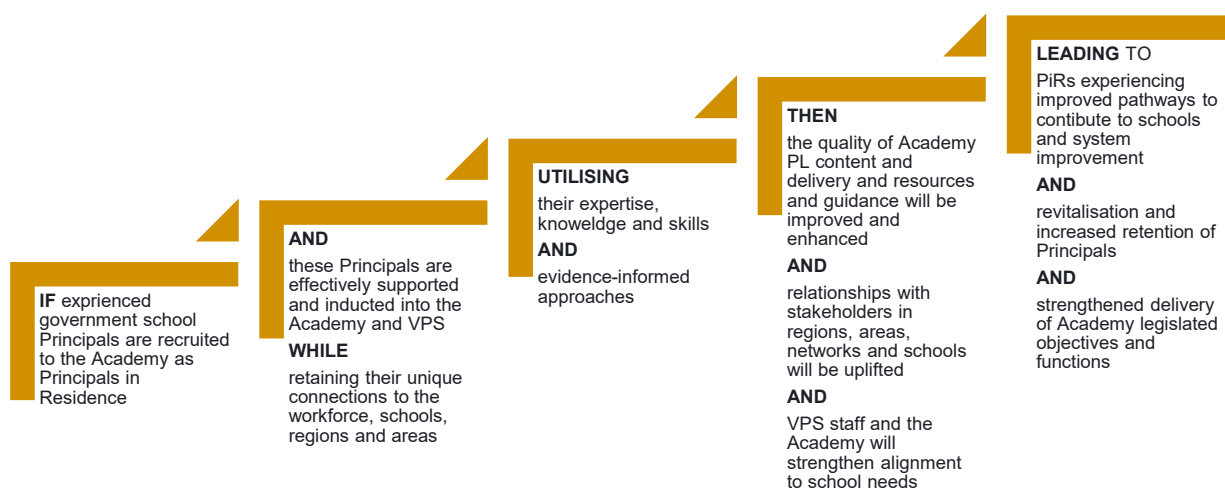 IF exprienced
government school
Principals are recruited
to the Academy as
Principals in
Residence
AND
these Principals are
effectively supported
and inducted into the
Academy and VPS
WHILE
retaining their unique
connections to the
workforce, schools,
regions and areas
UTILISING
their expertise,
knoweldge and skills
AND
evidence-informed
approaches
THEN
the quality of Academy
PL content and
delivery and resources
and guidance will be
improved and
enhanced
AND
relationships with
stakeholders in
regions, areas,
networks and schools
will be uplifted
AND
VPS staff and the
Academy will
strengthen alignment
to school needs
LEADING TO
PiRs experiencing
improved pathways to
contibute to schools
and system
improvement
AND
revitalisation and
increased retention of
Principals
AND
strengthened delivery
of Academy legislated
objectives and
functions